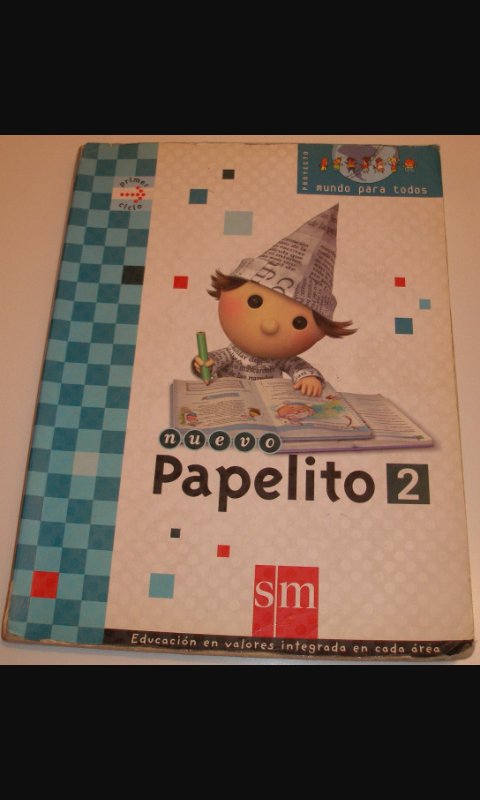 primer
ciclo
PROYECTO
mundo para todos
nuevo
Papelito 2
sm
Educación en valores integrada en cada área